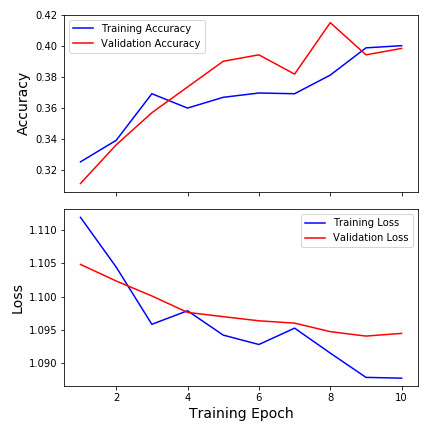 0.42
0.40
0.38
0.36
0.34
0.32
Accuracy
Training Accuracy
Validation Accuracy
1.110
1.105
1.100
1.095
1.090
Loss
Training Loss
Validation Loss
2 4 6 8 10
Training Epoch